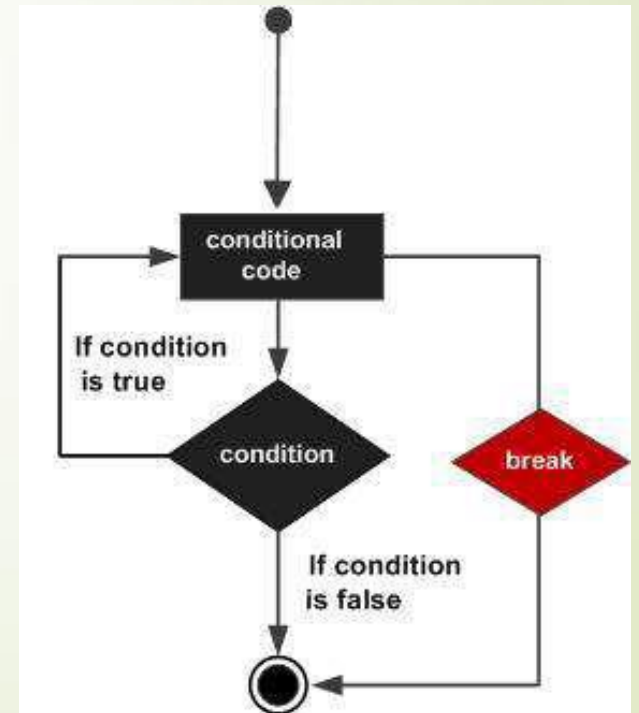 conditional
code
If condition
is true
condition
break
If condition
is false